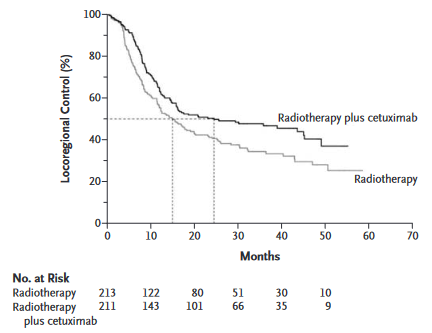 100
80
60
40
20
0
Locoregional Control (%)
Radiotherapy plus cetuximab
Radiotherapy
0 10 20 30 40 50 60 70
Months
No. at Risk
Radiotherapy 213 122 80 51 30 10
Radiotherapy 211 143 101 66 35 9
plus cetuximab